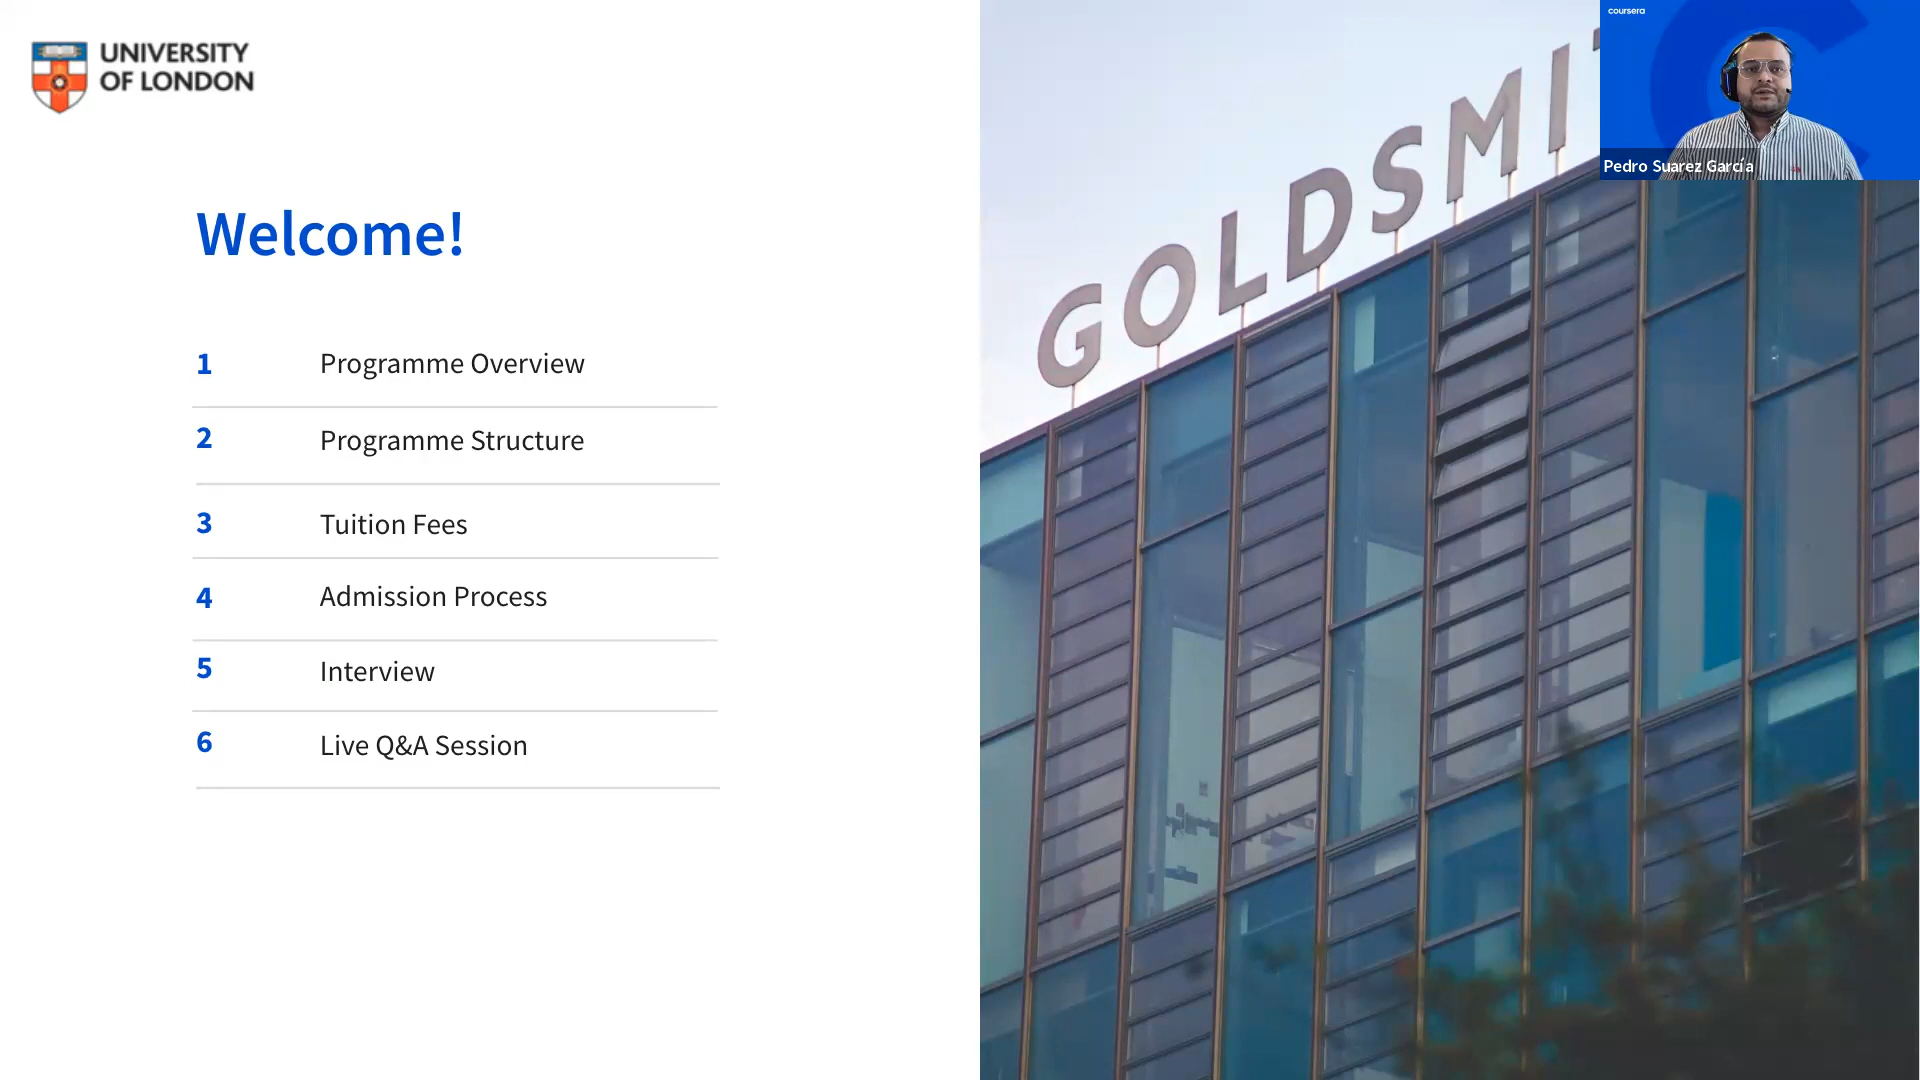 UNIVERSITY
OF LONDON
Welcome!
1 Programme Overview
2 Programme Structure
3 Tuition Fees
4 Admission Process
5 Interview
6 Live Q&A Session
GOLDSMI
coursera
Pedro Suarez García